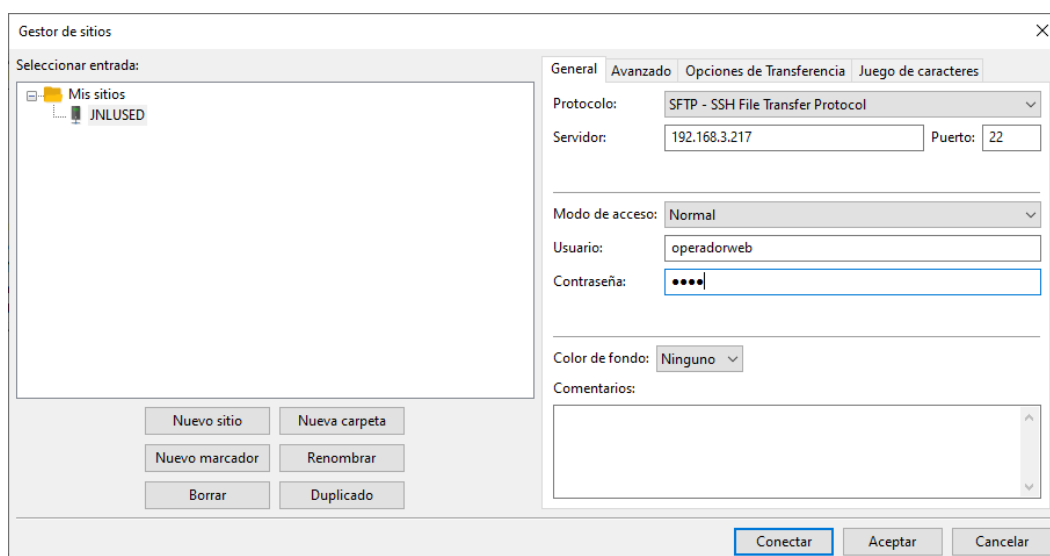 Gestor de sitios
Seleccionar entrada:
Mis sitios
JNLUSED
Nuevo sitio
Nueva carpeta
Nuevo marcador
Renombrar
Borrar
Duplicado
General
Avanzado
Opciones de Transferencia
Juego de caracteres
Protocolo:
SFTP - SSH File Transfer Protocol
Servidor:
192.168.3.217
Puerto:
22
Modo de acceso:
Normal
Usuario:
operadorweb
Contraseña:
●●●●
Color de fondo:
Ninguno
Comentarios:
Conectar
Aceptar
Cancelar